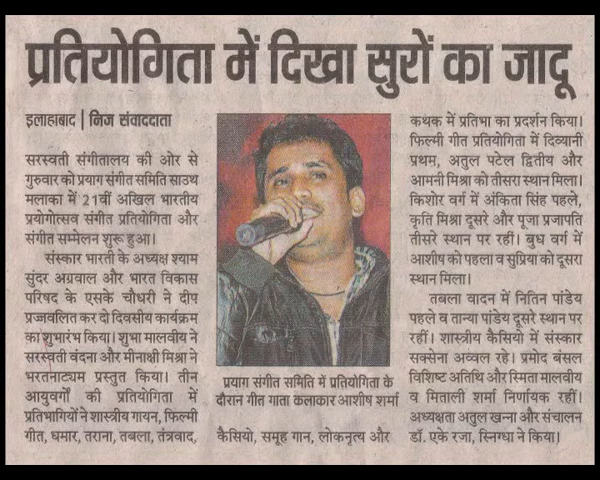 प्रतियोगिता में दिखा सुरों का जादू
इलाहाबाद | निज संवाददाता
सरस्वती संगीतालय की ओर से
गुरुवार को प्रयाग संगीत समिति साउथ
मलाका में 21वीं अखिल भारतीय
प्रयोगोत्सव संगीत प्रतियोगिता और
संगीत सम्मेलन शुरू हुआ।
संस्कार भारती के अध्यक्ष श्याम
सुंदर अग्रवाल और भारत विकास
परिषद के एसके चौधरी ने दीप
प्रज्जवलित कर दो दिवसीय कार्यक्रम
का शुभारंभ किया। शुभा मालवीय ने
सरस्वती वंदना और मीनाक्षी मिश्रा ने
भरतनाट्यम प्रस्तुत किया। तीन
आयुवर्गों की प्रतियोगिता में
प्रतिभागियों ने शास्त्रीय गायन, फिल्मी
गीत, धमार, तराना, तबला, तंत्रवाद,
प्रयाग संगीत समिति में प्रतियोगिता के
दौरान गीत गाता कलाकार आशीष शर्मा
कैसियो, समूह गान, लोकनृत्य और
कथक में प्रतिभा का प्रदर्शन किया।
फिल्मी गीत प्रतियोगिता में दिव्यानी
प्रथम, अतुल पटेल द्वितीय और
आमनी मिश्रा को तीसरा स्थान मिला।
किशोर वर्ग में अंकिता सिंह पहले,
कृति मिश्रा दूसरे और पूजा प्रजापति
तीसरे स्थान पर रहीं। बुध वर्ग में
आशीष को पहला व सुप्रिया को दूसरा
स्थान मिला।
तबला वादन में नितिन पांडेय
पहले व तान्या पांडेय दूसरे स्थान पर
रहीं। शास्त्रीय कैसियो में संस्कार
सक्सेना अव्वल रहे। प्रमोद बंसल
विशिष्ट अतिथि और स्मिता मालवीय
व मिताली शर्मा निर्णायक रहीं।
अध्यक्षता अतुल खन्ना और संचालन
डॉ. एके रजा, स्निग्धा ने किया।